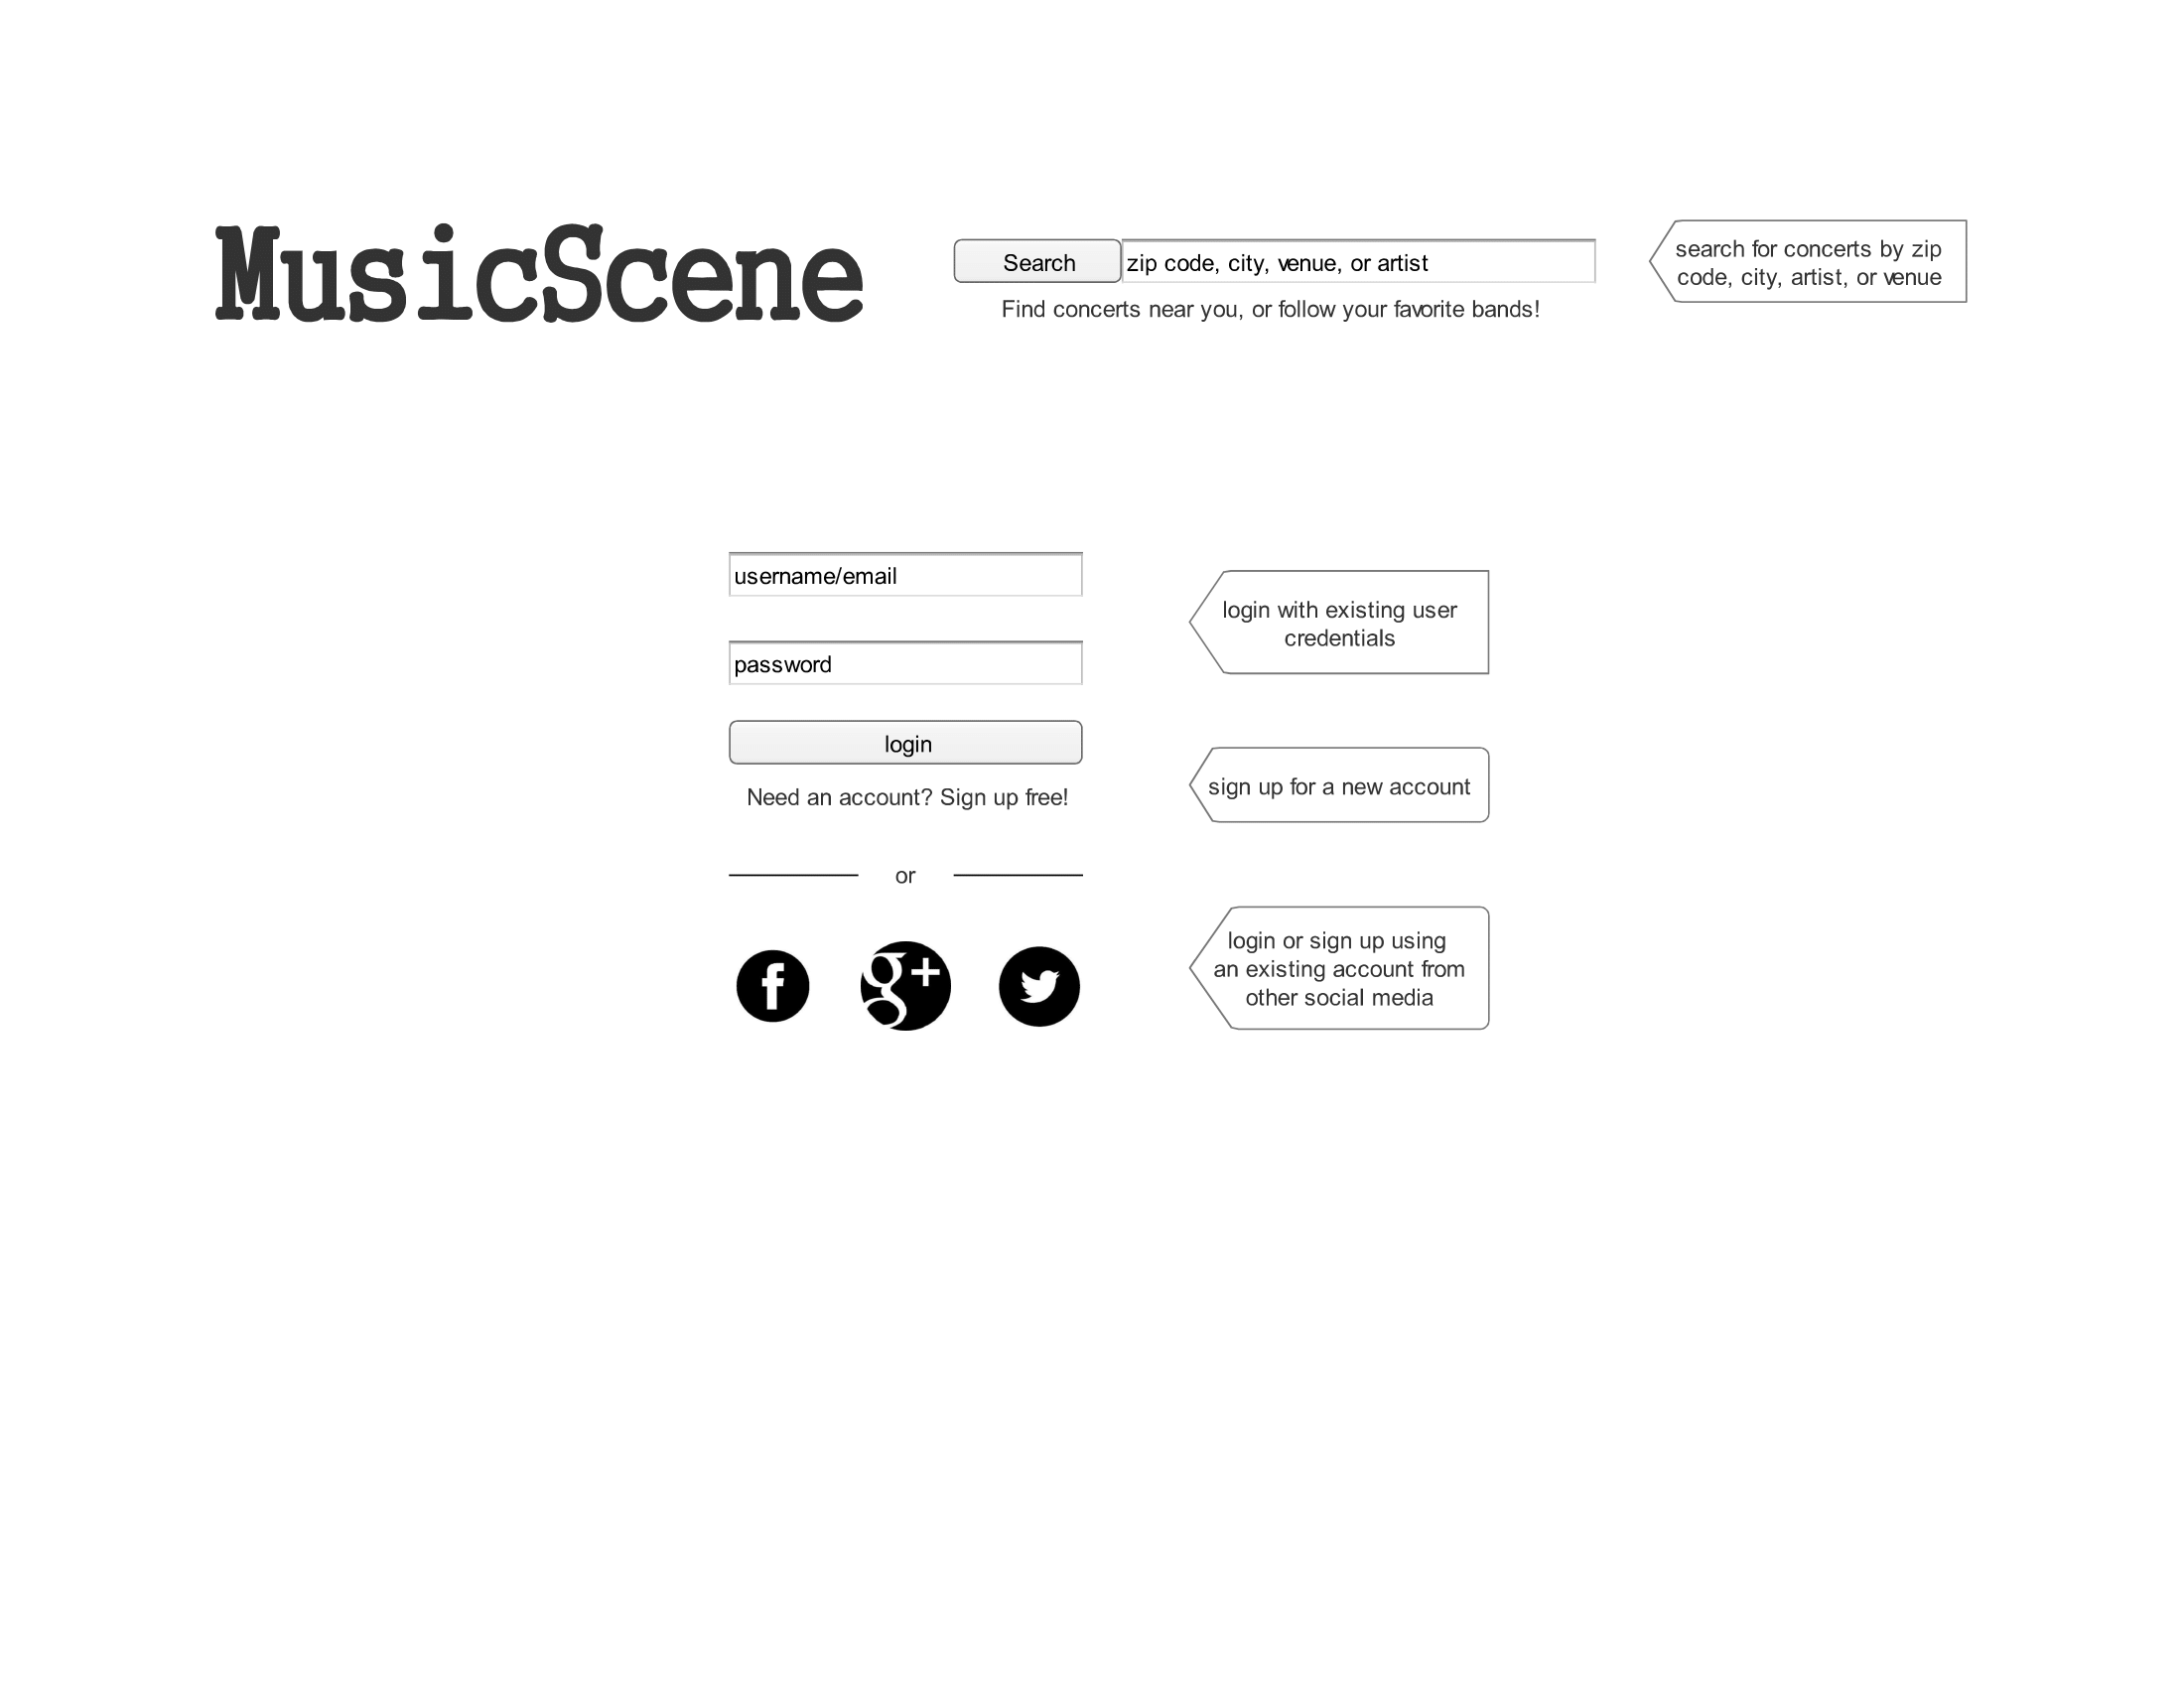 MusicScene
Search
zip code, city, venue, or artist
Find concerts near you, or follow your favorite bands!
search for concerts by zip
code, city, artist, or venue
username/email
password
login
Need an account? Sign up free!
or
f
g+
login with existing user
credentials
sign up for a new account
login or sign up using
an existing account from
other social media